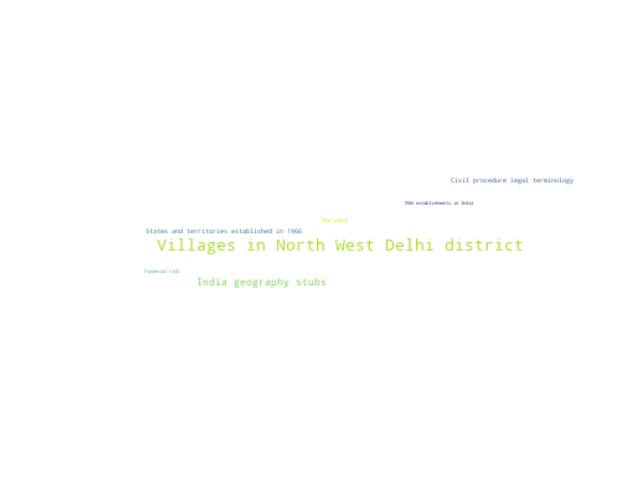 Civil procedure legal terminology
1966 establishments in India
Haryana
States and territories established in 1966
Villages in North West Delhi district
Financial risk
India geography stubs